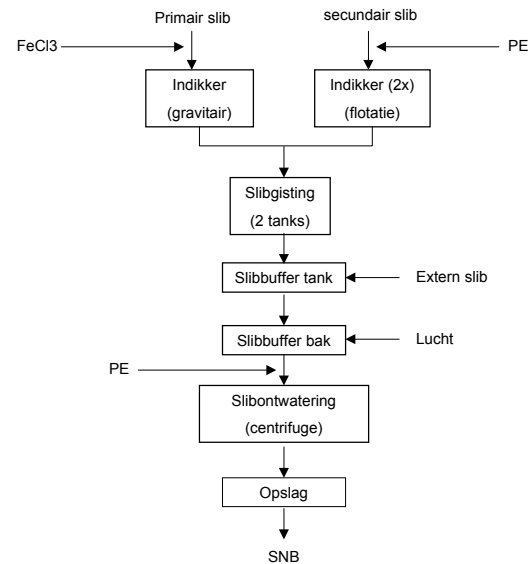 Primair slib
secundair slib
FeCl3
PE
Indikker
(gravitair)
Indikker (2x)
(flotatie)
Slibgisting
(2 tanks)
Slibbuffer tank
Extern slib
Slibbuffer bak
Lucht
PE
Slibontwatering
(centrifuge)
Opslag
SNB